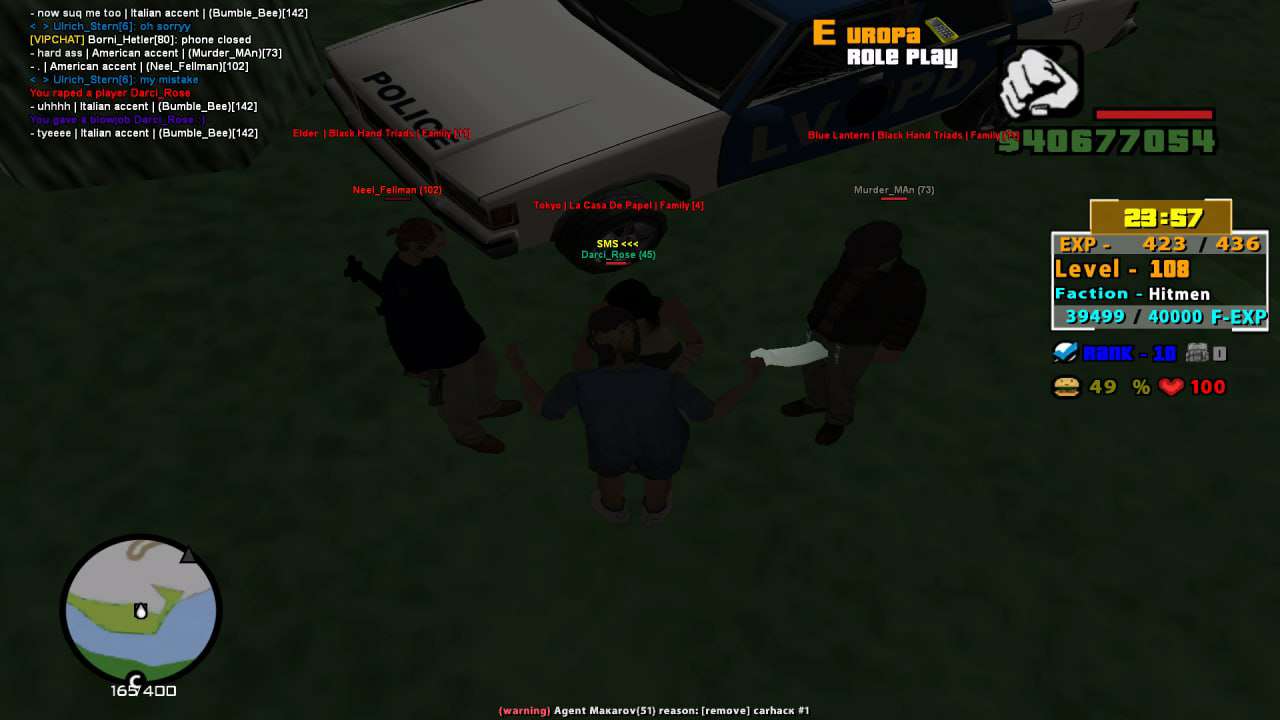 - now suq me too | Italian accent | (Bumble_Bee)[142]
< > Ulrich_Stern[6]: oh sorryy
[VIPCHAT] Borni_Hetler[80]: phone closed
- hard ass | American accent | (Murder_MAn)[73]
- . | American accent | (Neel_Fellman)[102]
< > Ulrich_Stern[6]: my mistake
You raped a player Darci_Rose
- uhhhh | Italian accent | (Bumble_Bee)[142]
You gave a blowjob Darci_Rose :)
- tyeeee | Italian accent | (Bumble_Bee)[142]
EUROPA
ROLE PLAY
POLICE
LVPD
Elder | Black Hand Triads | Family [11]
Blue Lantern | Black Hand Triads | Family
$40677054
Neel_Fellman (102)
Murder_MAn (73)
Tokyo | La Casa De Papel | Family [4]
SMS <<<
Darci_Rose (45)
23:57
EXP - 423 / 436
Level - 108
Faction - Hitmen
39499 / 40000 F-EXP
RANK - 10 0
49 % 100
C
165/400
(warning) Agent Makarov(51) reason: [remove] carhack #1